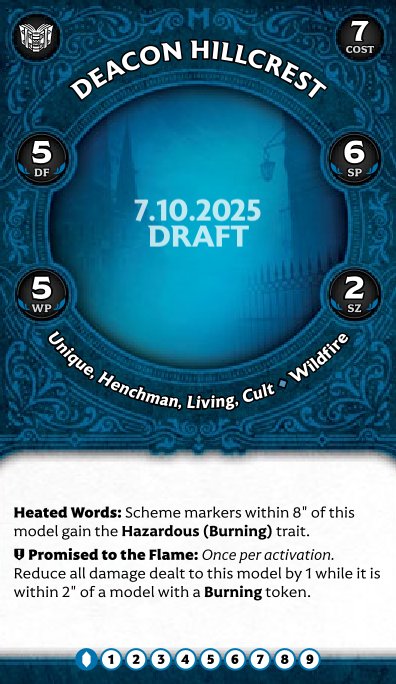 7
COST
DEACON HILLCREST
5
DF
6
SP
7.10.2025
DRAFT
5
WP
2
SZ
Unique, Henchman, Living, Cult ◆ Wildfire
Heated Words: Scheme markers within 8" of this
model gain the Hazardous (Burning) trait.
Promised to the Flame: Once per activation.
Reduce all damage dealt to this model by 1 while it is
within 2" of a model with a Burning token.
1 2 3 4 5 6 7 8 9